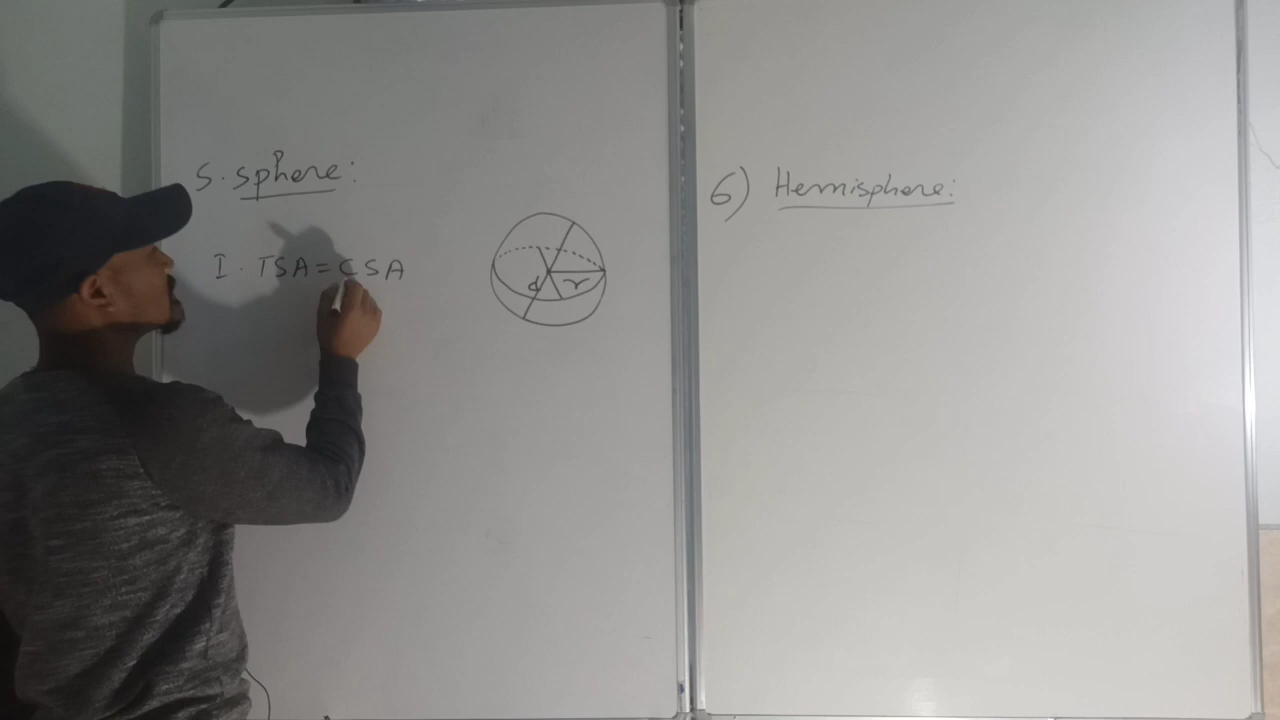 5. sphere:
I. TSA = CSA
d r
6) Hemisphere: